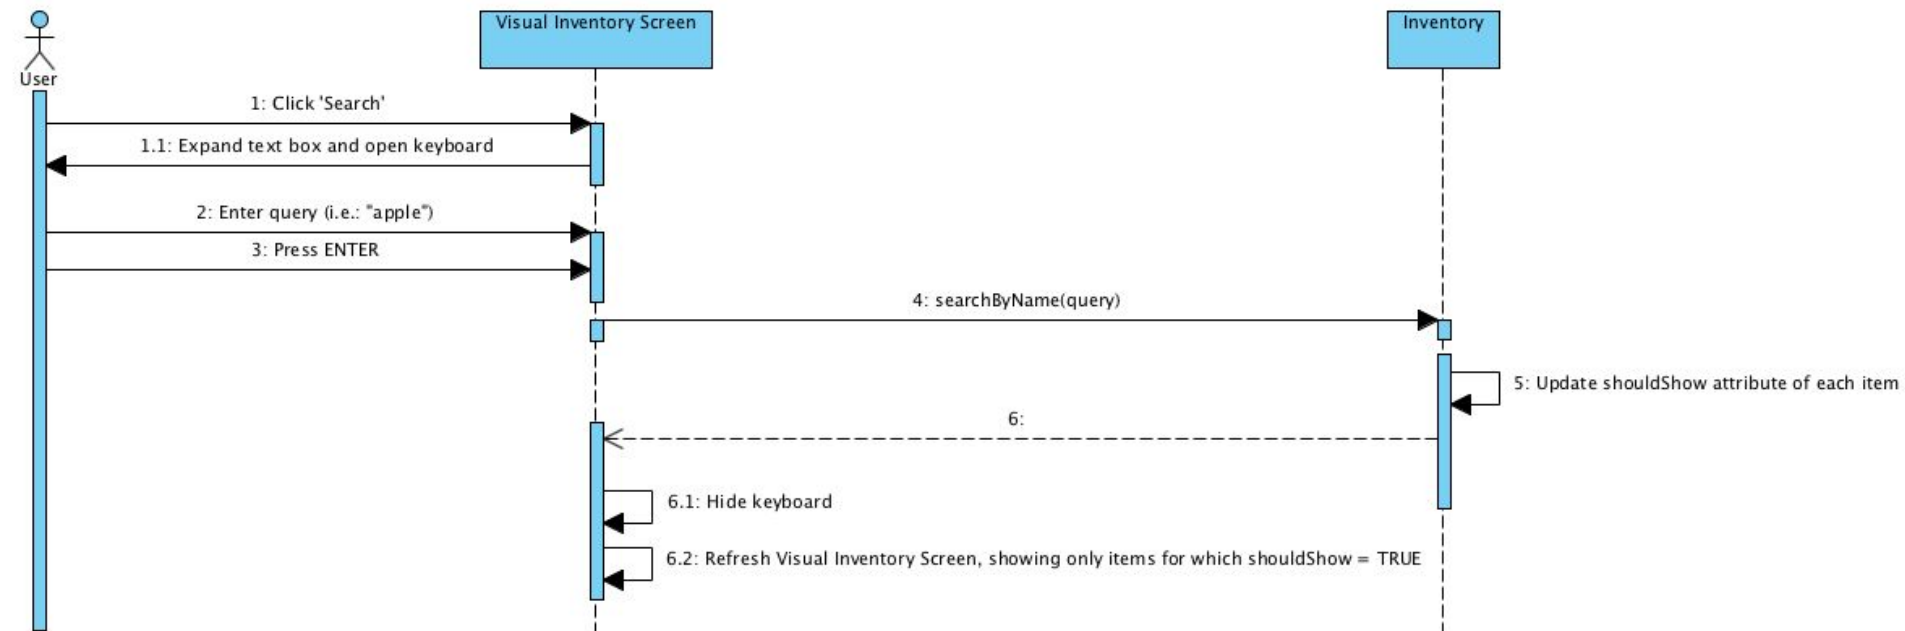 Visual Inventory Screen
Inventory
User
1: Click 'Search'
1.1: Expand text box and open keyboard
2: Enter query (i.e.: "apple")
3: Press ENTER
4: searchByName(query)
5: Update shouldShow attribute of each item
6:
6.1: Hide keyboard
6.2: Refresh Visual Inventory Screen, showing only items for which shouldShow = TRUE